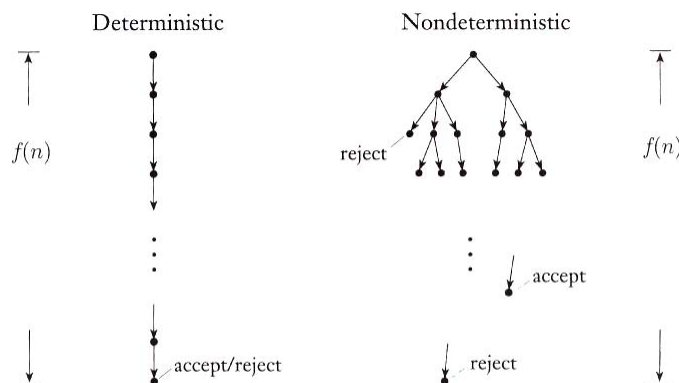 Deterministic
Nondeterministic
f(n)
reject
f(n)
accept
accept/reject
reject